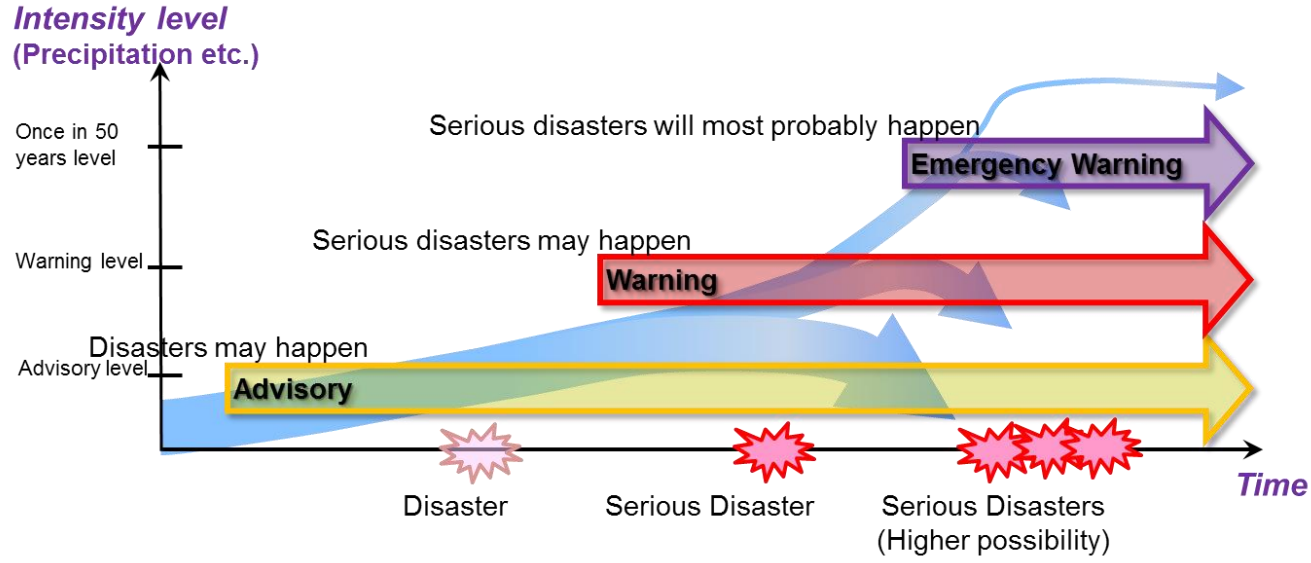 Intensity level
(Precipitation etc.)
Once in 50
years level
Serious disasters will most probably happen
Emergency Warning
Serious disasters may happen
Warning level
Warning
Disasters may happen
Advisory level
Advisory
Time
Disaster
Serious Disaster
Serious Disasters
(Higher possibility)